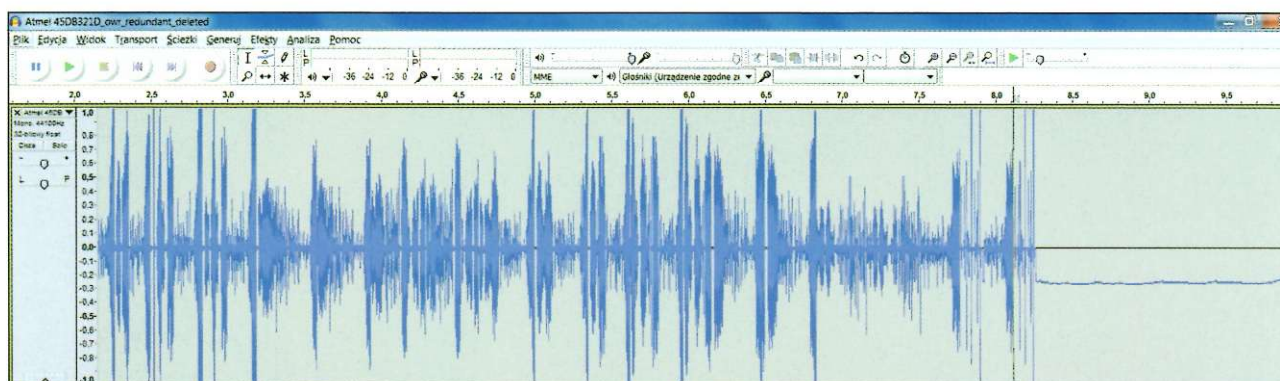 Atmel 45DB321D_owr_redundant_deleted
Plik Edycja Widok Transport Ścieżki Generuj Efekty Analiza Pomoc
L
P
-36 -24 -12 0
L
P
-36 -24 -12 0
MME
Głośniki (Urządzenie zgodne z
2,0 2,5 3,0 3,5 4,0 4,5 5,0 5,5 6,0 6,5 7,0 7,5 8,0 8,5 9,0 9,5
X Atmel 45DB
Mono, 44100Hz
32-bitowy float
Cisza Solo
- +
L P
1,0
0,8
0,6
0,5
0,4
0,3
0,2
0,1
0,0
-0,1
-0,2
-0,3
-0,4
-0,5
-0,6
-0,7
-0,8
-0,9
-1,0